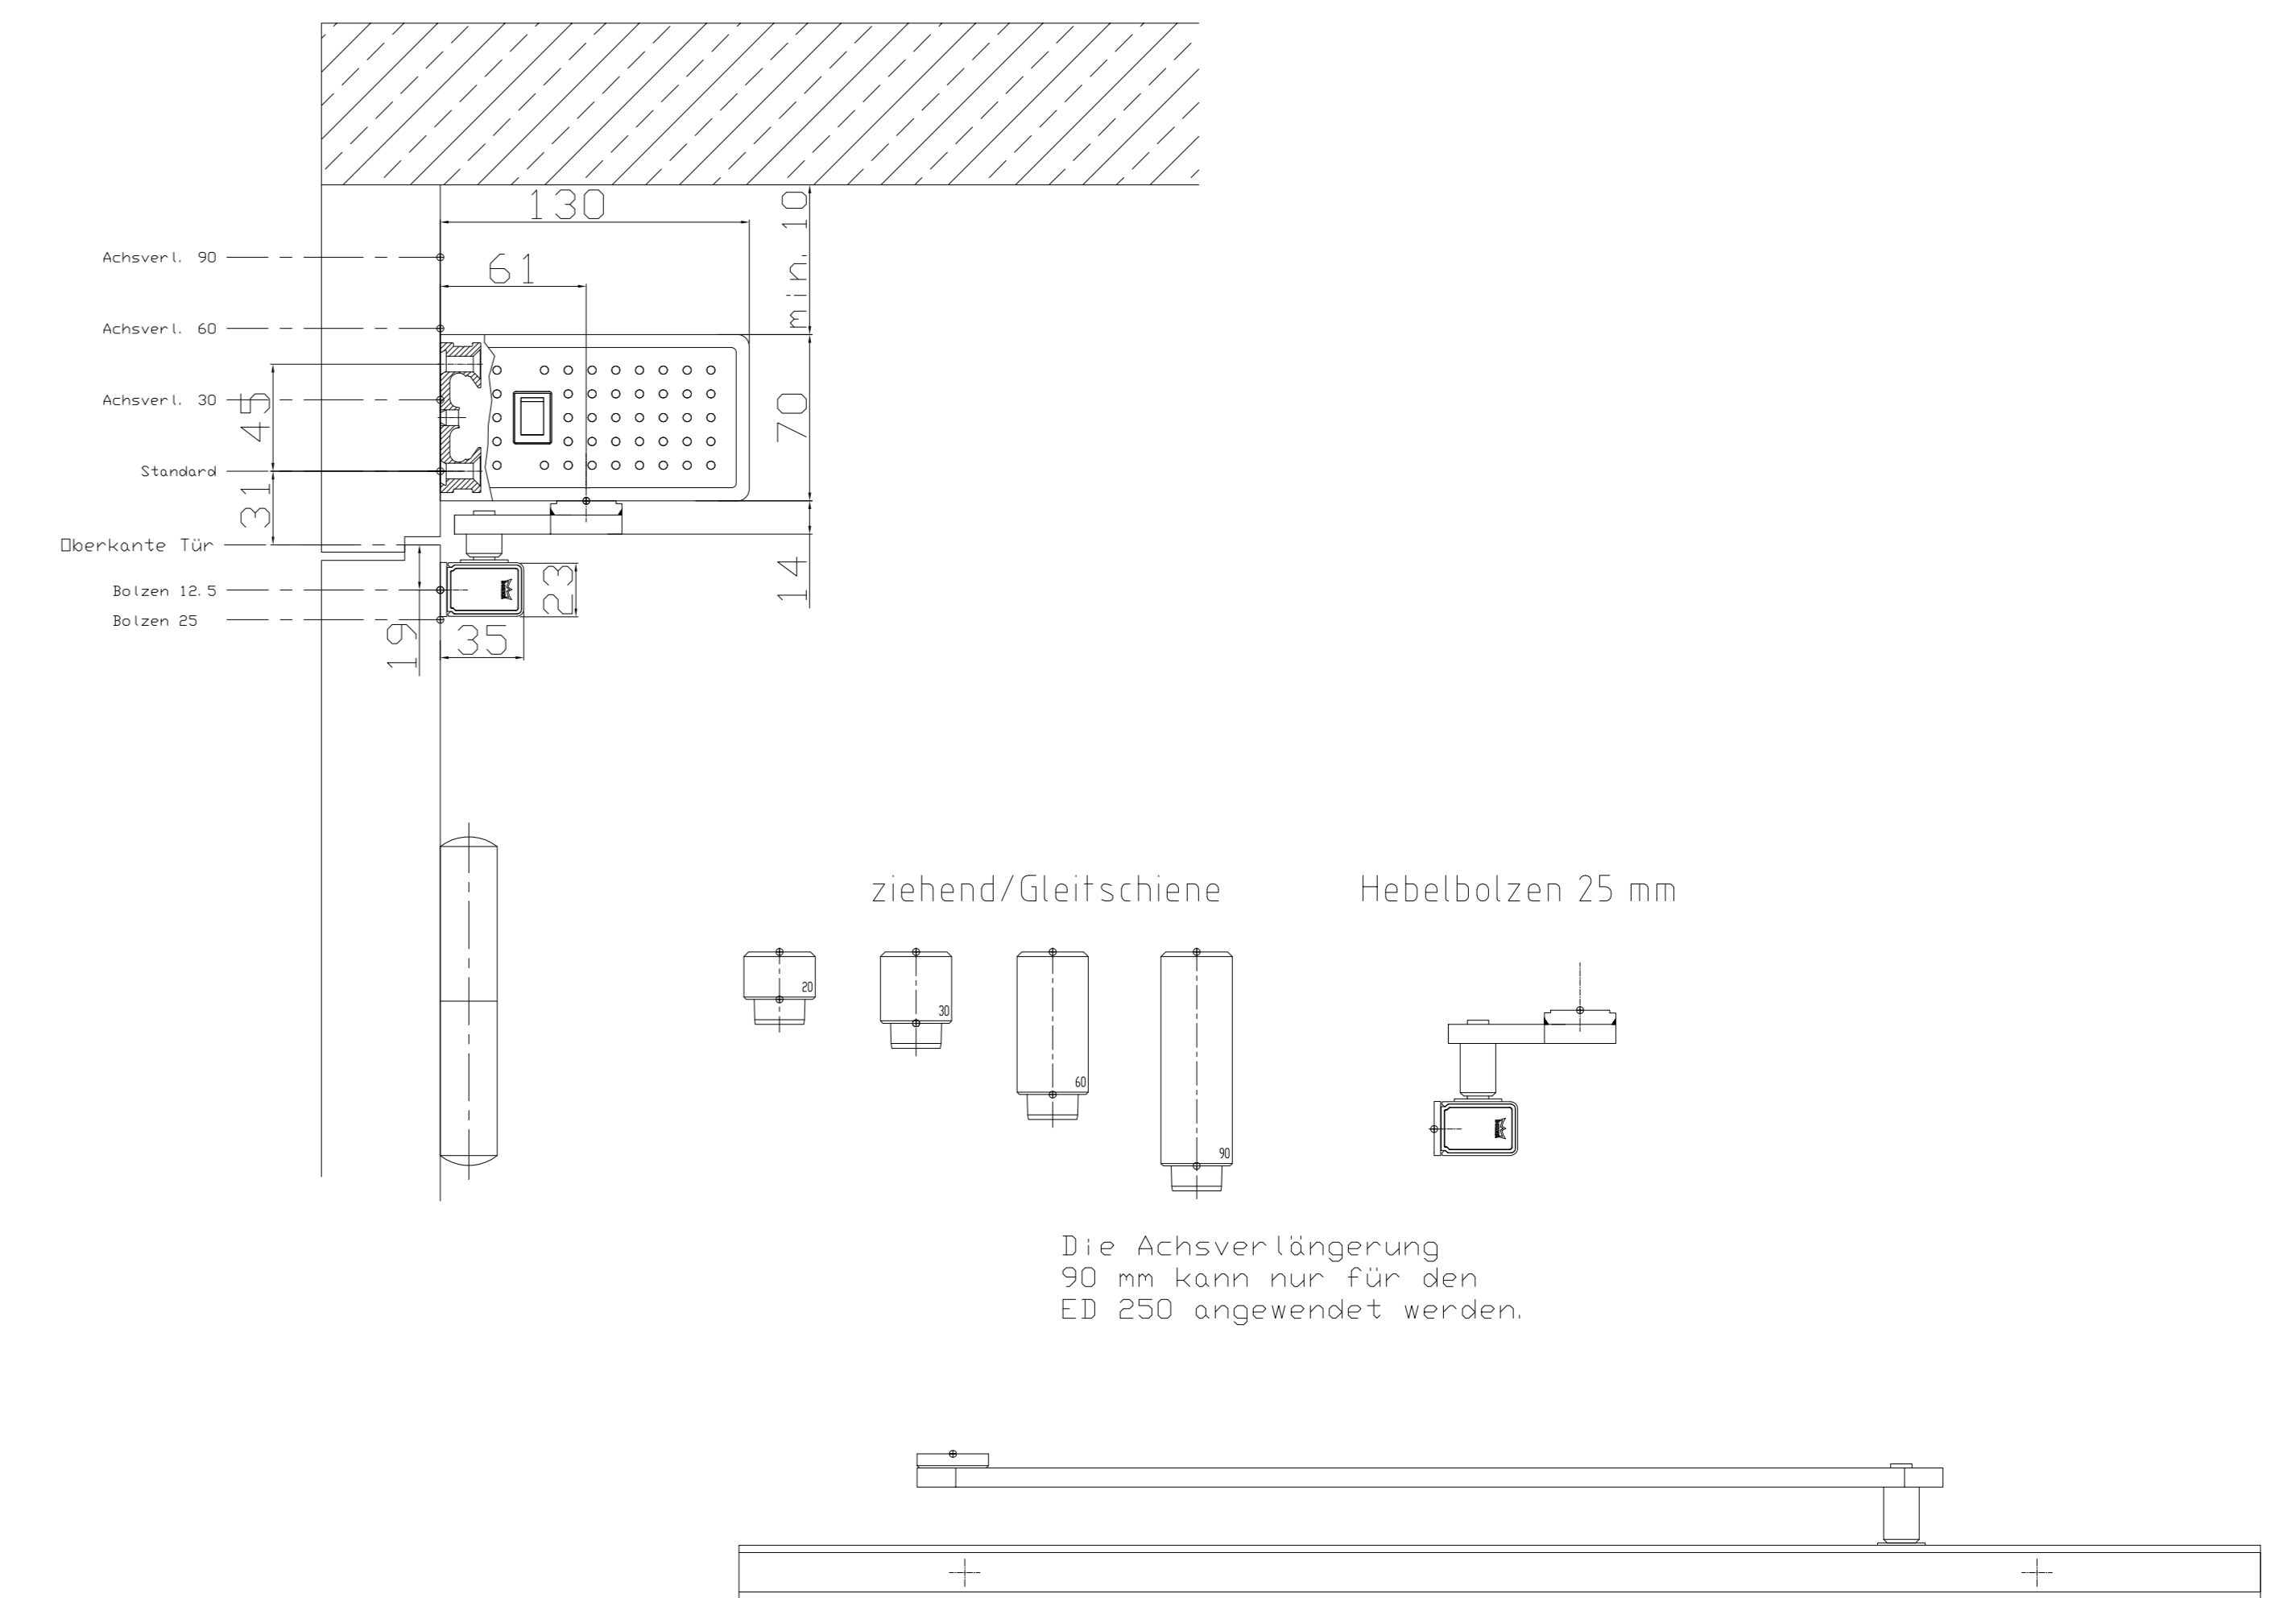 130
min. 10
Achsverl. 90
61
Achsverl. 60
Achsverl. 30
45
70
Standard
31
Oberkante Tür
14
Bolzen 12.5
23
Bolzen 25
19
35
ziehend/Gleitschiene
Hebelbolzen 25 mm
20
30
60
90
Die Achsverlängerung
90 mm kann nur für den
ED 250 angewendet werden.